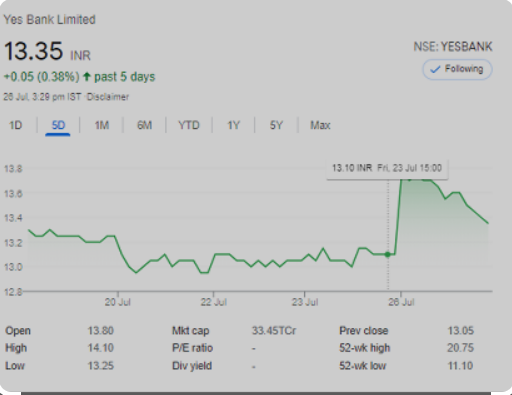 Yes Bank Limited
13.35 INR
NSE: YESBANK
+0.05 (0.38%) ↑ past 5 days
✓ Following
26 Jul, 3:29 pm IST · Disclaimer
1D 5D 1M 6M YTD 1Y 5Y Max
13.10 INR Fri, 23 Jul 15:00
13.8
13.6
13.4
13.2
13.0
12.8
20 Jul 22 Jul 23 Jul 26 Jul
Open 13.80 Mkt cap 33.45TCr Prev close 13.05
High 14.10 P/E ratio - 52-wk high 20.75
Low 13.25 Div yield - 52-wk low 11.10